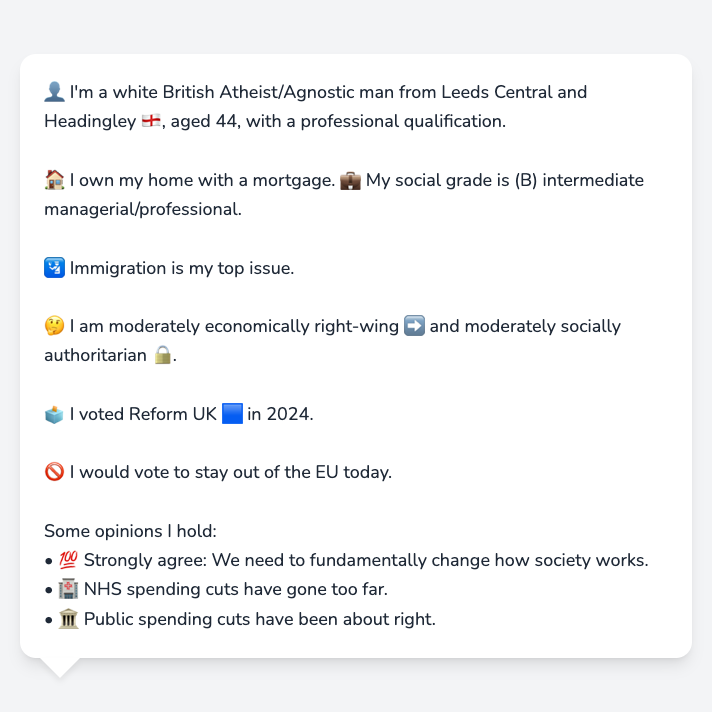 👤 I'm a white British Atheist/Agnostic man from Leeds Central and
Headingley 🏴󠁧󠁢󠁥󠁮󠁧󠁿, aged 44, with a professional qualification.
🏠 I own my home with a mortgage. 💼 My social grade is (B) intermediate
managerial/professional.
🛂 Immigration is my top issue.
🤔 I am moderately economically right-wing ➡️ and moderately socially
authoritarian 🔒.
🗳️ I voted Reform UK 🟦 in 2024.
🚫 I would vote to stay out of the EU today.
Some opinions I hold:
• 💯 Strongly agree: We need to fundamentally change how society works.
• 🏥 NHS spending cuts have gone too far.
• 🏛️ Public spending cuts have been about right.